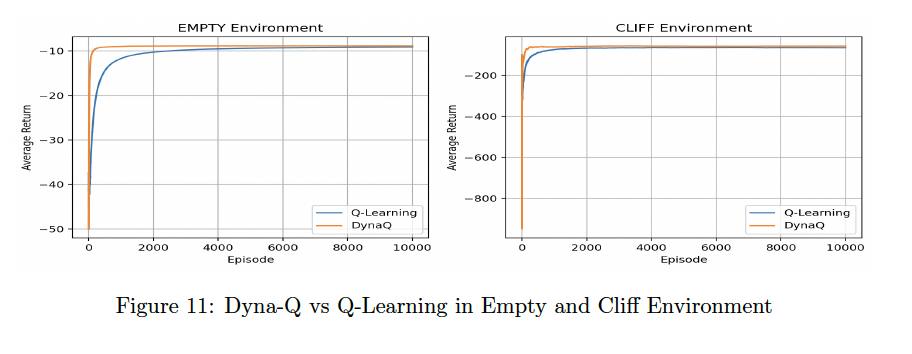 EMPTY Environment
−10
−20
−30
−40
−50
Average Return
0
2000
4000
6000
8000
10000
Episode
Q-Learning
DynaQ
CLIFF Environment
−200
−400
−600
−800
Average Return
0
2000
4000
6000
8000
10000
Episode
Q-Learning
DynaQ
Figure 11: Dyna-Q vs Q-Learning in Empty and Cliff Environment